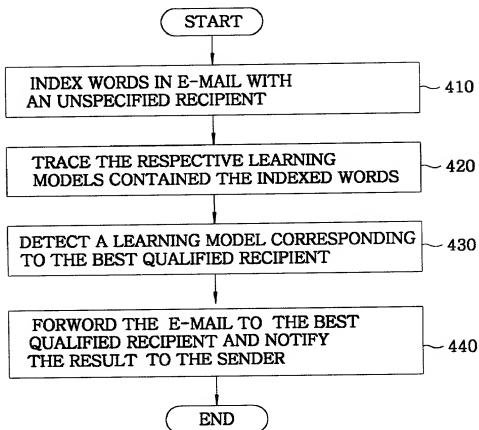 START
INDEX WORDS IN E-MAIL WITH
AN UNSPECIFIED RECIPIENT
410
TRACE THE RESPECTIVE LEARNING
MODELS CONTAINED THE INDEXED WORDS
420
DETECT A LEARNING MODEL CORRESPONDING
TO THE BEST QUALIFIED RECIPIENT
430
FORWORD THE E-MAIL TO THE BEST
QUALIFIED RECIPIENT AND NOTIFY
THE RESULT TO THE SENDER
440
END